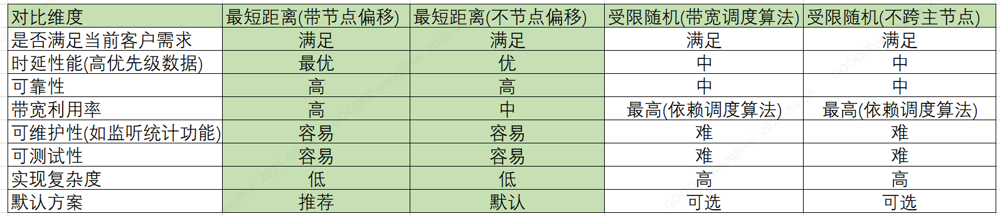 对比维度 最短距离(带节点偏移) 最短距离(不节点偏移) 受限随机(带宽调度算法) 受限随机(不跨主节点)
是否满足当前客户需求 满足 满足 满足 满足
时延性能(高优先级数据) 最优 优 中 中
可靠性 高 高 中 中
带宽利用率 高 中 最高(依赖调度算法) 最高(依赖调度算法)
可维护性(如监听统计功能) 容易 容易 难 难
可测试性 容易 容易 难 难
实现复杂度 低 低 高 高
默认方案 推荐 默认 可选 可选